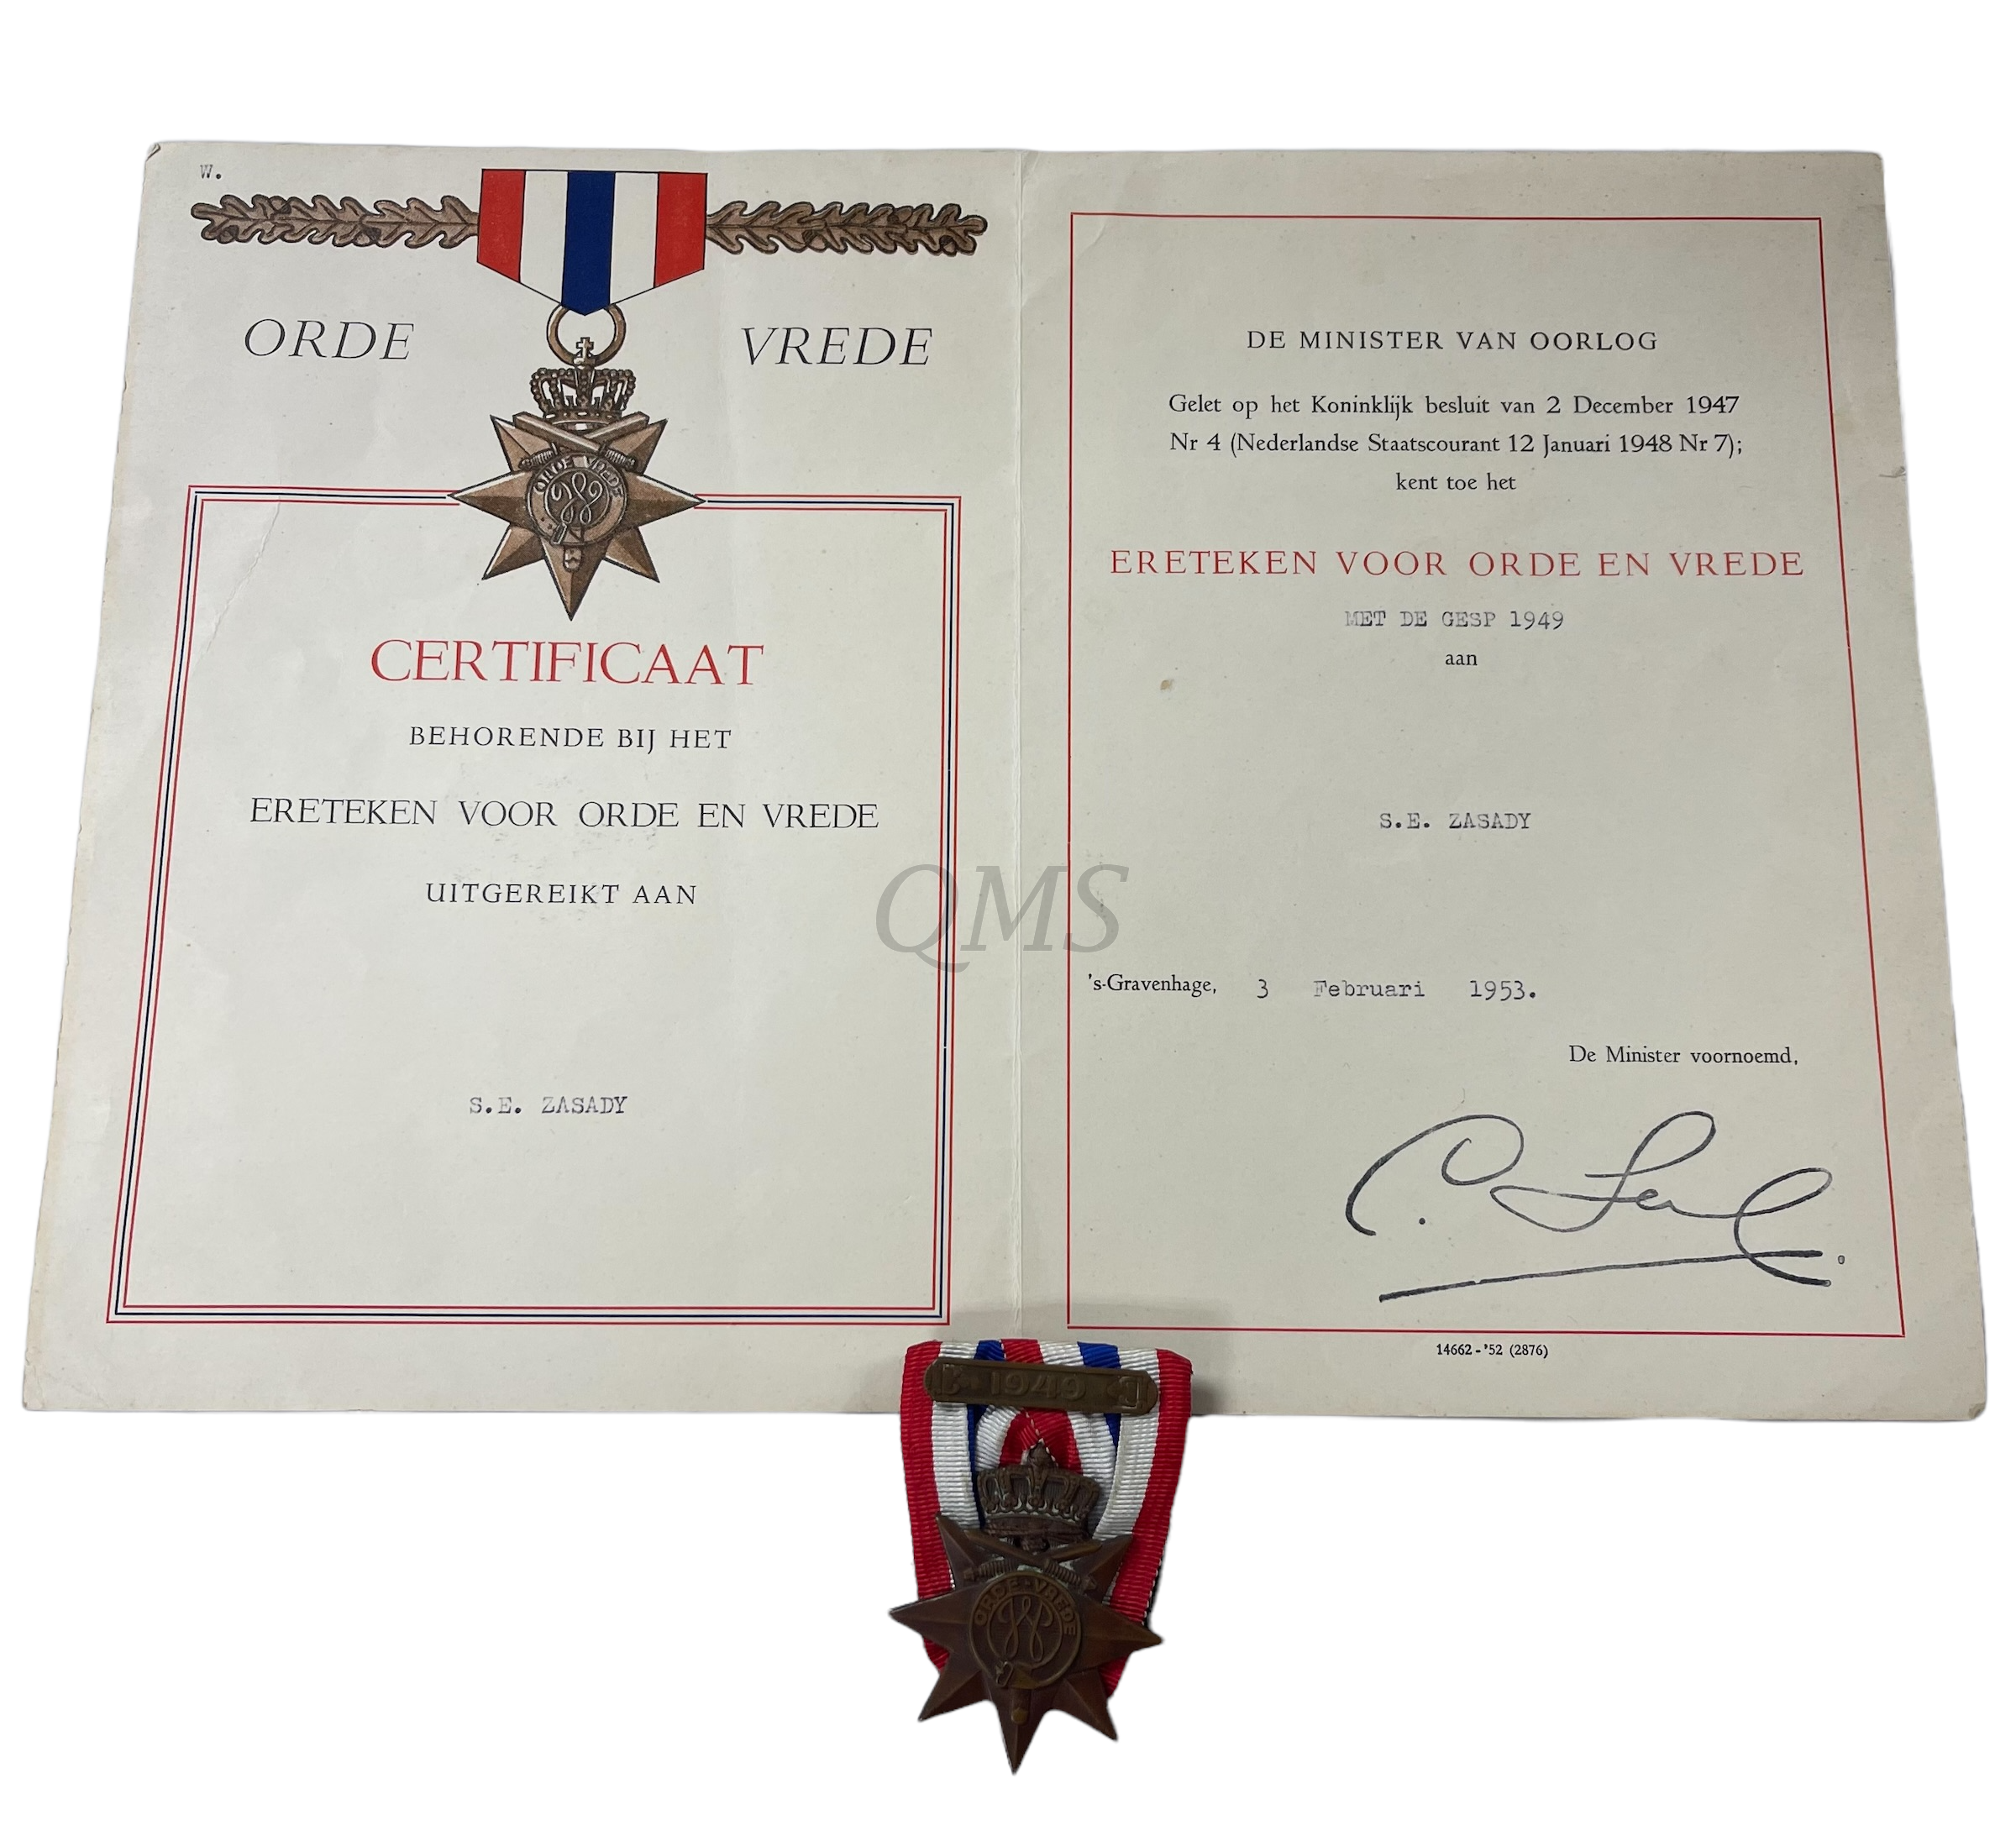 W.
ORDE VREDE
ORDE VREDE
CERTIFICAAT
BEHORENDE BIJ HET
ERETEKEN VOOR ORDE EN VREDE
UITGEREIKT AAN
S.E. ZASADY
DE MINISTER VAN OORLOG
Gelet op het Koninklijk besluit van 2 December 1947
Nr 4 (Nederlandse Staatscourant 12 Januari 1948 Nr 7);
kent toe het
ERETEKEN VOOR ORDE EN VREDE
MET DE GESP 1949
aan
S.E. ZASADY
's-Gravenhage, 3 Februari 1953.
De Minister voornoemd,
14662-'52 (2876)
QMS
1949
ORDE · VREDE
W